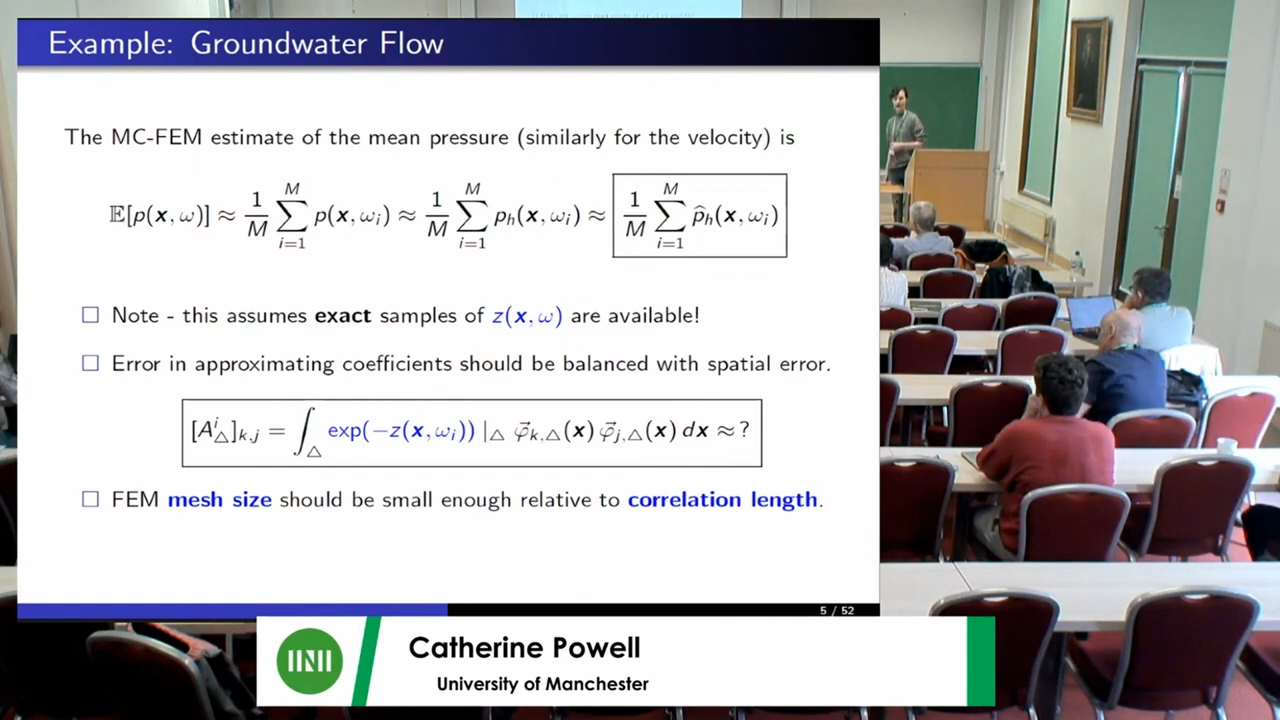 Example: Groundwater Flow
The MC-FEM estimate of the mean pressure (similarly for the velocity) is
𝔼[p(x, ω)] ≈ 1/M ∑_{i=1}^{M} p(x, ω_i) ≈ 1/M ∑_{i=1}^{M} p_h(x, ω_i) ≈ 1/M ∑_{i=1}^{M} p̂_h(x, ω_i)
□ Note - this assumes exact samples of z(x, ω) are available!
□ Error in approximating coefficients should be balanced with spatial error.
[A^i_△]_{k,j} = ∫_△ exp(−z(x, ω_i)) |_△ φ⃗_{k,△}(x) φ⃗_{j,△}(x) dx ≈ ?
□ FEM mesh size should be small enough relative to correlation length.
5 / 52
Catherine Powell
University of Manchester